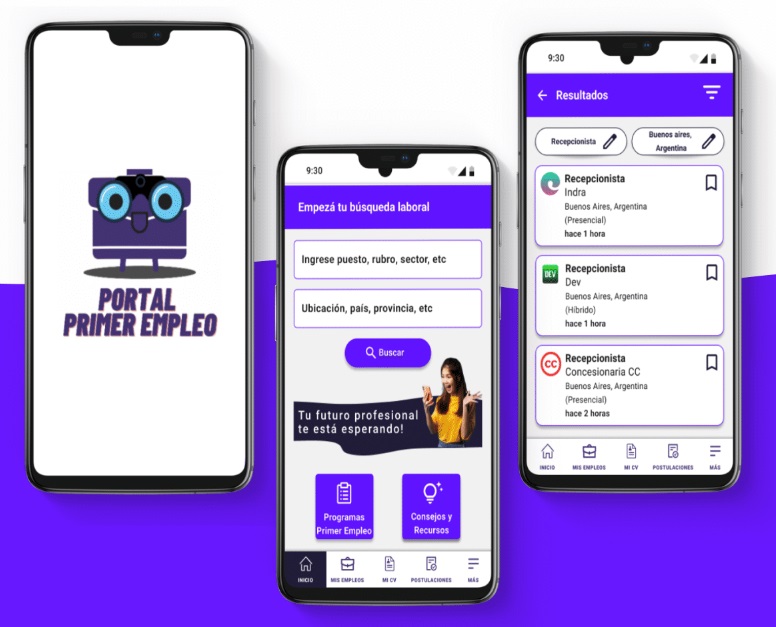 PORTAL
PRIMER EMPLEO
9:30
Empezá tu búsqueda laboral
Ingrese puesto, rubro, sector, etc
Ubicación, país, provincia, etc
Buscar
Tu futuro profesional
te está esperando!
Programas
Primer Empleo
Consejos y
Recursos
INICIO
MIS EMPLEOS
MI CV
POSTULACIONES
MÁS
9:30
Resultados
Recepcionista
Buenos aires,
Argentina
Recepcionista
Indra
Buenos Aires, Argentina
(Presencial)
hace 1 hora
DEV
Recepcionista
Dev
Buenos Aires, Argentina
(Híbrido)
hace 1 hora
CC
Recepcionista
Concesionaria CC
Buenos Aires, Argentina
(Presencial)
hace 2 horas
INICIO
MIS EMPLEOS
MI CV
POSTULACIONES
MÁS